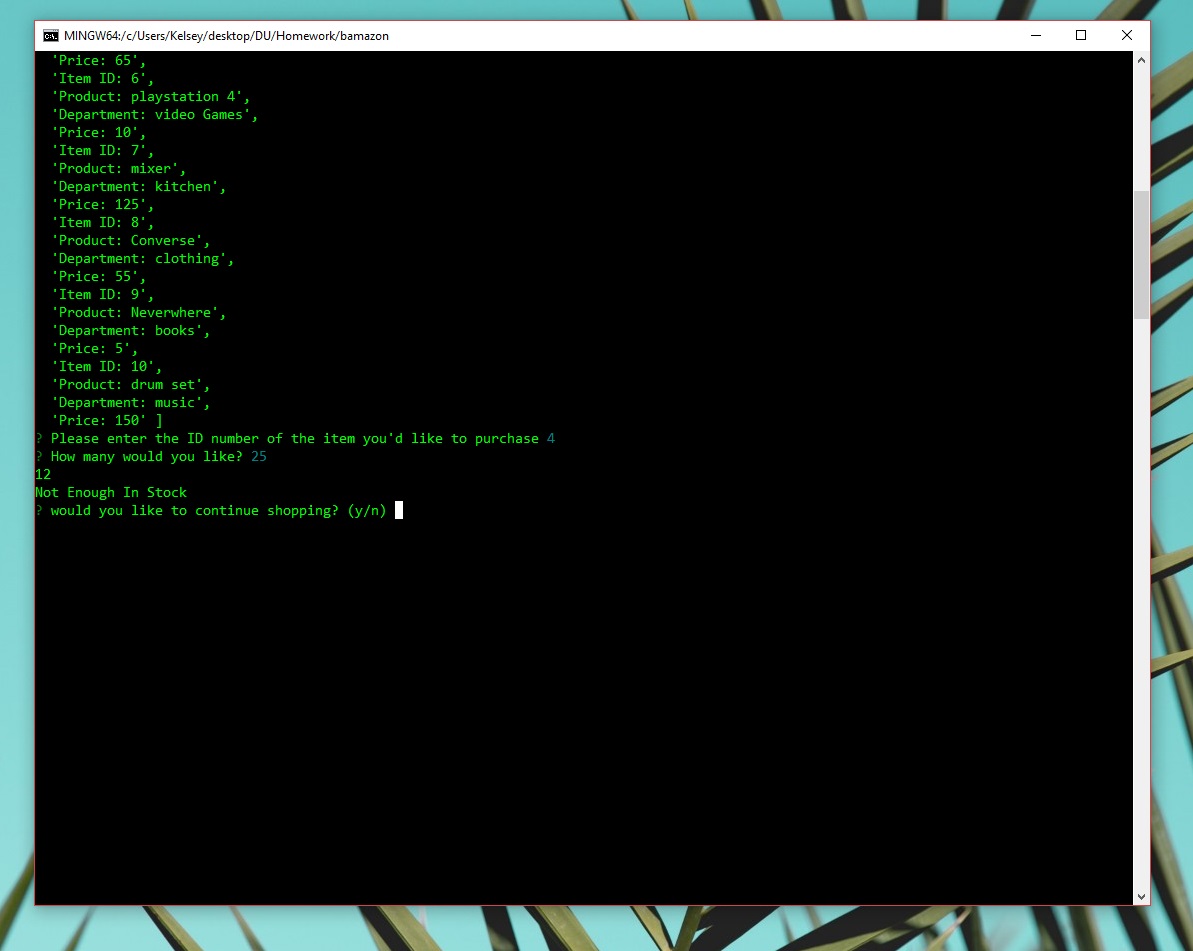 MINGW64:/c/Users/Kelsey/desktop/DU/Homework/bamazon
'Price: 65',
'Item ID: 6',
'Product: playstation 4',
'Department: video Games',
'Price: 10',
'Item ID: 7',
'Product: mixer',
'Department: kitchen',
'Price: 125',
'Item ID: 8',
'Product: Converse',
'Department: clothing',
'Price: 55',
'Item ID: 9',
'Product: Neverwhere',
'Department: books',
'Price: 5',
'Item ID: 10',
'Product: drum set',
'Department: music',
'Price: 150' ]
? Please enter the ID number of the item you'd like to purchase 4
? How many would you like? 25
12
Not Enough In Stock
? would you like to continue shopping? (y/n)